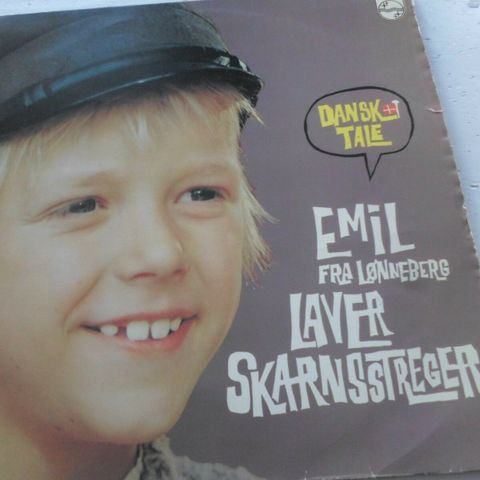 DANSK
TALE
EMIL
FRA LØNNEBERG
LAVER
SKARNSSTREGER